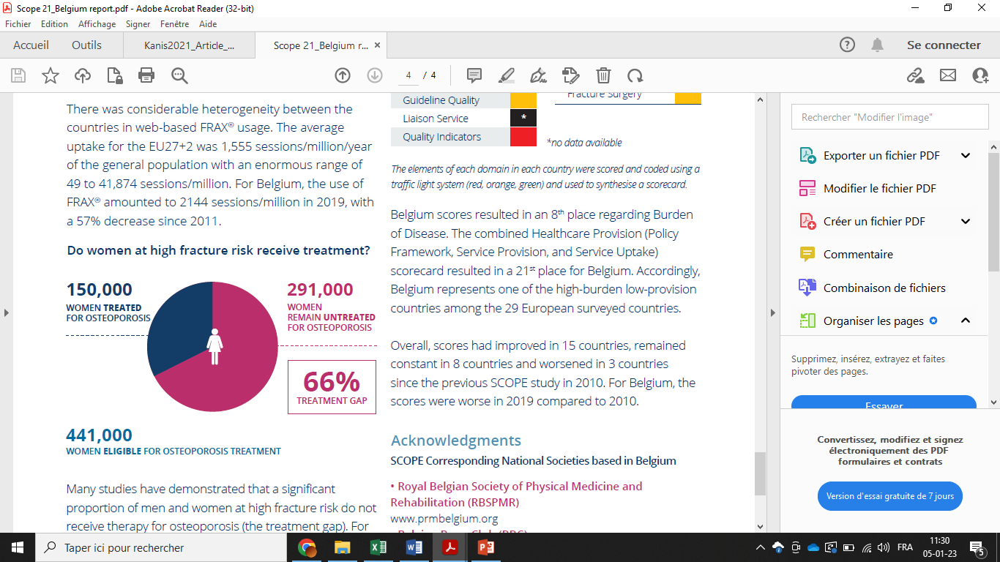 Scope 21_Belgium report.pdf - Adobe Acrobat Reader (32-bit)
Fichier Edition Affichage Signer Fenêtre Aide
Accueil Outils Kanis2021_Article_... Scope 21_Belgium r... × Se connecter
4 / 4
There was considerable heterogeneity between the
countries in web-based FRAX® usage. The average
uptake for the EU27+2 was 1,555 sessions/million/year
of the general population with an enormous range of
49 to 41,874 sessions/million. For Belgium, the use of
FRAX® amounted to 2144 sessions/million in 2019, with
a 57% decrease since 2011.
Do women at high fracture risk receive treatment?
150,000
WOMEN TREATED
FOR OSTEOPOROSIS
291,000
WOMEN
REMAIN UNTREATED
FOR OSTEOPOROSIS
66%
TREATMENT GAP
441,000
WOMEN ELIGIBLE FOR OSTEOPOROSIS TREATMENT
Many studies have demonstrated that a significant
proportion of men and women at high fracture risk do not
receive therapy for osteoporosis (the treatment gap). For
Guideline Quality
Liaison Service *
Quality Indicators
Fracture Surgery
*no data available
The elements of each domain in each country were scored and coded using a
traffic light system (red, orange, green) and used to synthesise a scorecard.
Belgium scores resulted in an 8th place regarding Burden
of Disease. The combined Healthcare Provision (Policy
Framework, Service Provision, and Service Uptake)
scorecard resulted in a 21st place for Belgium. Accordingly,
Belgium represents one of the high-burden low-provision
countries among the 29 European surveyed countries.
Overall, scores had improved in 15 countries, remained
constant in 8 countries and worsened in 3 countries
since the previous SCOPE study in 2010. For Belgium, the
scores were worse in 2019 compared to 2010.
Acknowledgments
SCOPE Corresponding National Societies based in Belgium
• Royal Belgian Society of Physical Medicine and
Rehabilitation (RBSPMR)
www.prmbelgium.org
• Belgian Bone Club (BBC)
Rechercher "Modifier l'image"
Exporter un fichier PDF
Modifier le fichier PDF
Créer un fichier PDF
Commentaire
Combinaison de fichiers
Organiser les pages
Supprimez, insérez, extrayez et faites
pivoter des pages.
Essayer
Convertissez, modifiez et signez
électroniquement des PDF
formulaires et contrats
Version d'essai gratuite de 7 jours
Taper ici pour rechercher
FRA
11:30
05-01-23
5